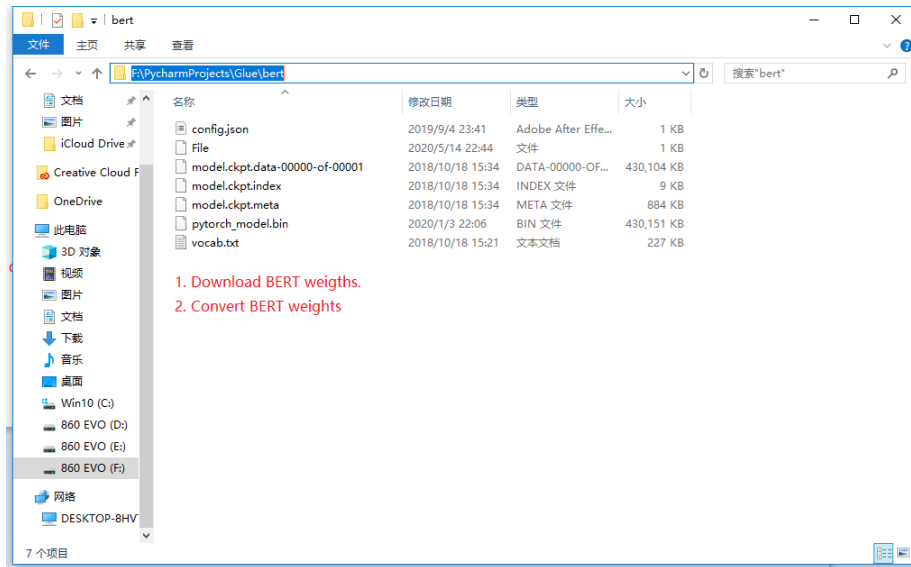 bert
文件 主页 共享 查看
F:\PycharmProjects\Glue\bert 搜索"bert"
名称 修改日期 类型 大小
文档
图片
iCloud Drive
Creative Cloud F
OneDrive
此电脑
3D 对象
视频
图片
文档
下载
音乐
桌面
Win10 (C:)
860 EVO (D:)
860 EVO (E:)
860 EVO (F:)
网络
DESKTOP-8HV
config.json 2019/9/4 23:41 Adobe After Effe... 1 KB
File 2020/5/14 22:44 文件 1 KB
model.ckpt.data-00000-of-00001 2018/10/18 15:34 DATA-00000-OF... 430,104 KB
model.ckpt.index 2018/10/18 15:34 INDEX 文件 9 KB
model.ckpt.meta 2018/10/18 15:34 META 文件 884 KB
pytorch_model.bin 2020/1/3 22:06 BIN 文件 430,151 KB
vocab.txt 2018/10/18 15:21 文本文档 227 KB
1. Download BERT weigths.
2. Convert BERT weights
7 个项目